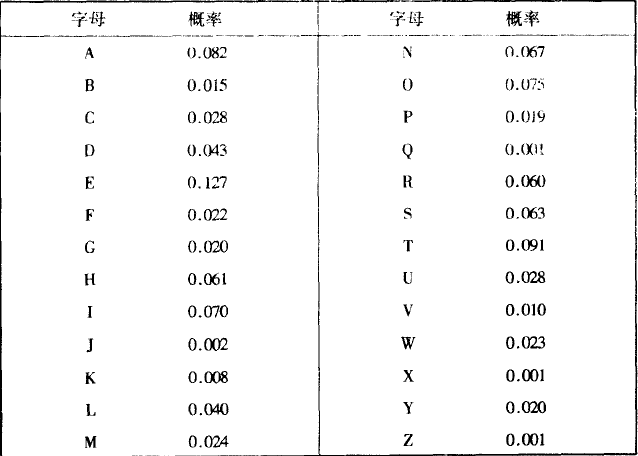 字母 概率 字母 概率
A 0.082 N 0.067
B 0.015 O 0.075
C 0.028 P 0.019
D 0.043 Q 0.001
E 0.127 R 0.060
F 0.022 S 0.063
G 0.020 T 0.091
H 0.061 U 0.028
I 0.070 V 0.010
J 0.002 W 0.023
K 0.008 X 0.001
L 0.040 Y 0.020
M 0.024 Z 0.001